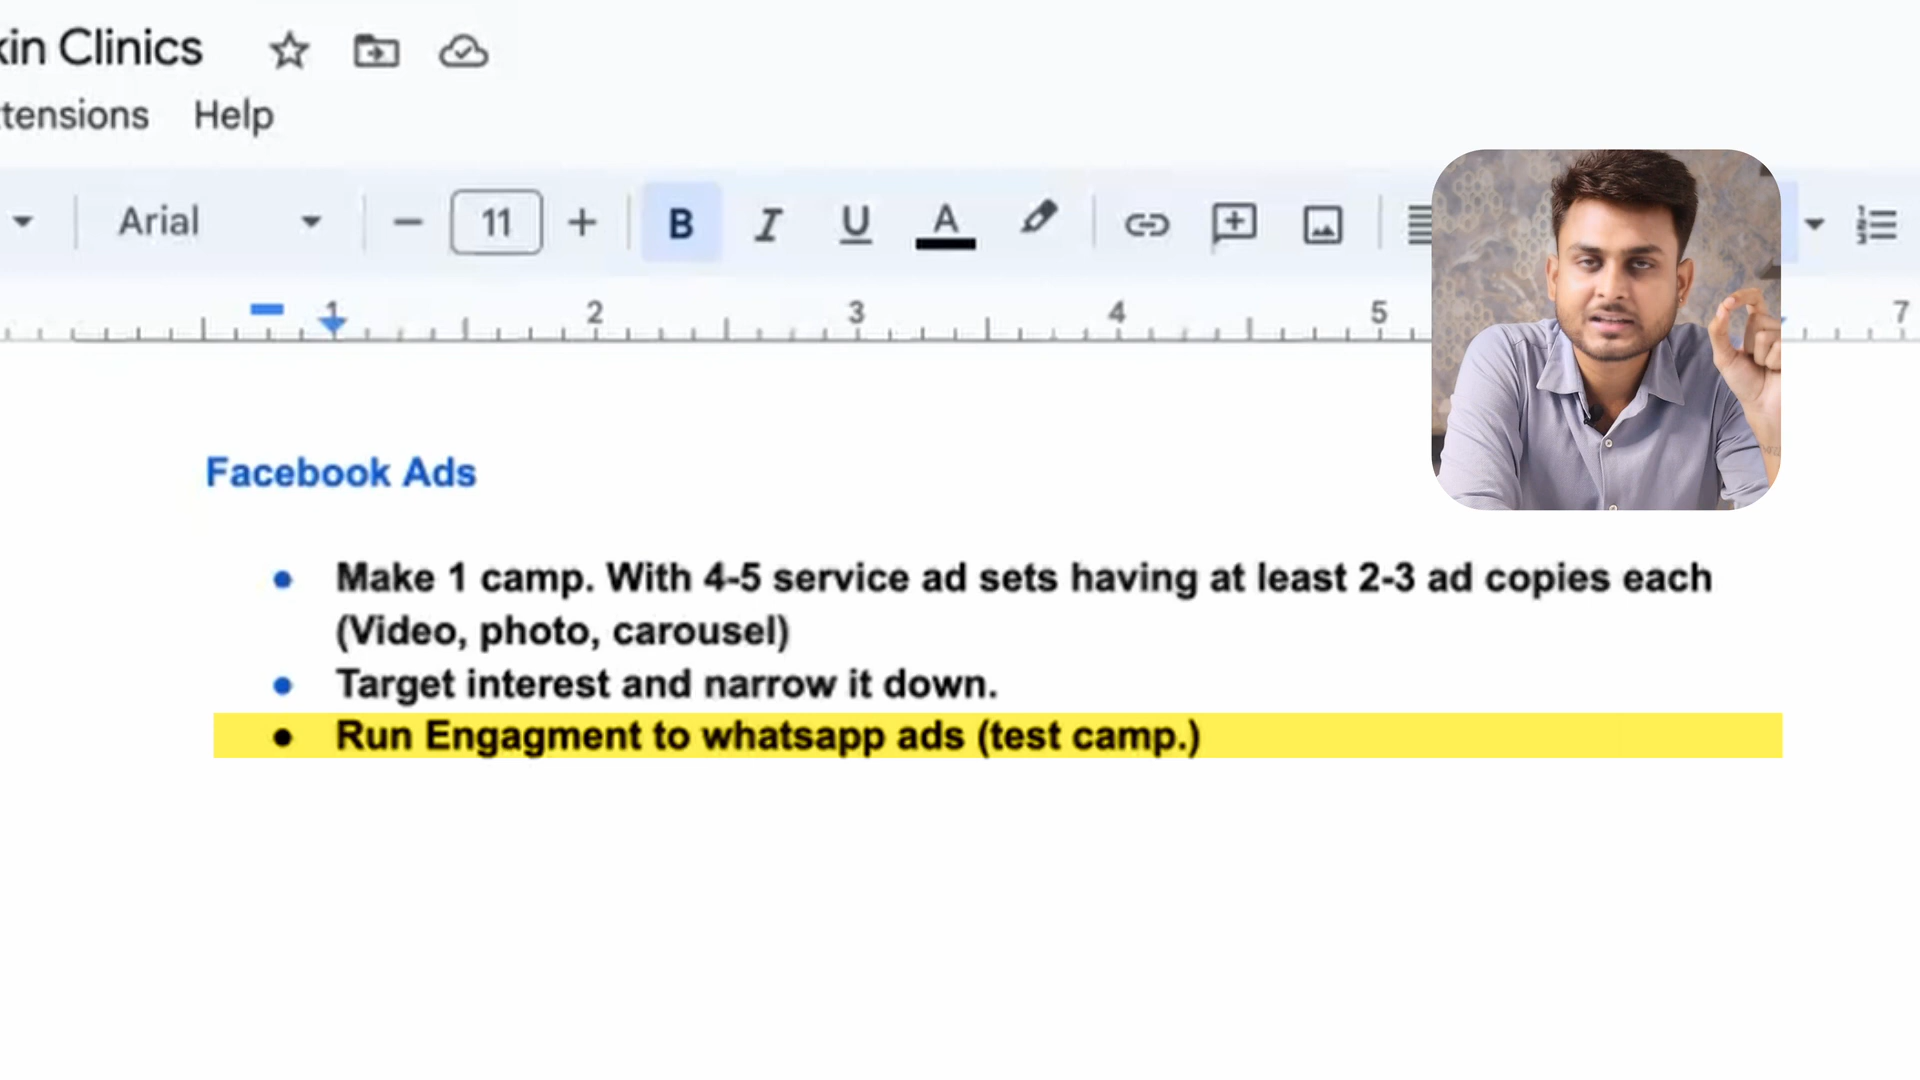 Clinics
Help
Arial
11
B I U A
1 2 3 4 5 7
Facebook Ads
Make 1 camp. With 4-5 service ad sets having at least 2-3 ad copies each
(Video, photo, carousel)
Target interest and narrow it down.
Run Engagment to whatsapp ads (test camp.)